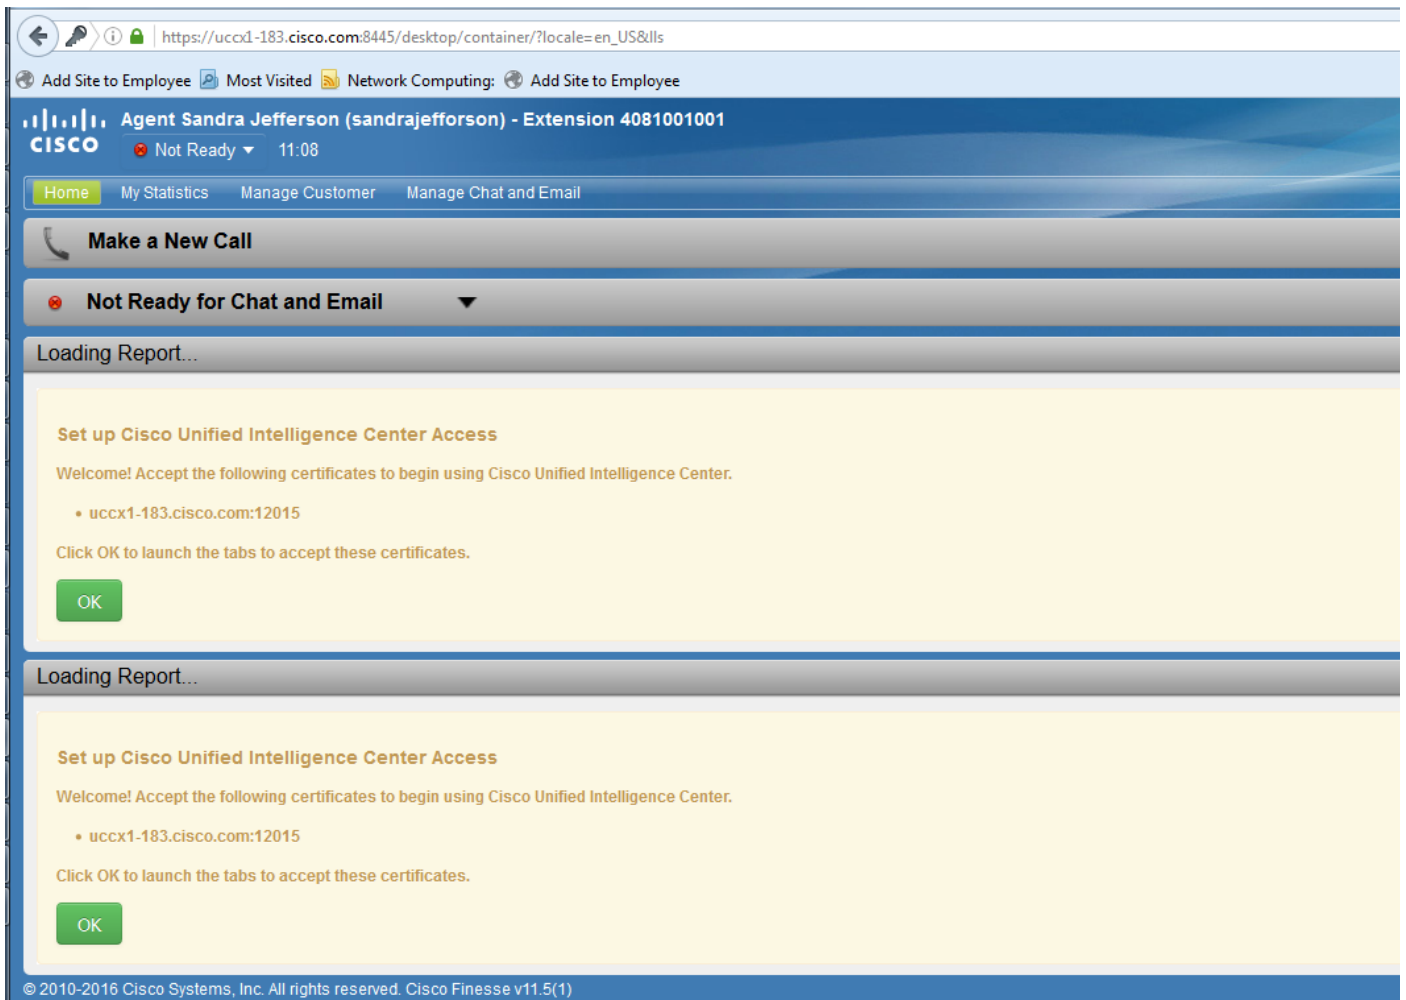 https://uccx1-183.cisco.com:8445/desktop/container/?locale=en_US&lls
Add Site to Employee Most Visited Network Computing: Add Site to Employee
Agent Sandra Jefferson (sandrajefforson) - Extension 4081001001
CISCO
Not Ready 11:08
Home My Statistics Manage Customer Manage Chat and Email
Make a New Call
Not Ready for Chat and Email
Loading Report...
Set up Cisco Unified Intelligence Center Access
Welcome! Accept the following certificates to begin using Cisco Unified Intelligence Center.
• uccx1-183.cisco.com:12015
Click OK to launch the tabs to accept these certificates.
OK
Loading Report...
Set up Cisco Unified Intelligence Center Access
Welcome! Accept the following certificates to begin using Cisco Unified Intelligence Center.
• uccx1-183.cisco.com:12015
Click OK to launch the tabs to accept these certificates.
OK
© 2010-2016 Cisco Systems, Inc. All rights reserved. Cisco Finesse v11.5(1)